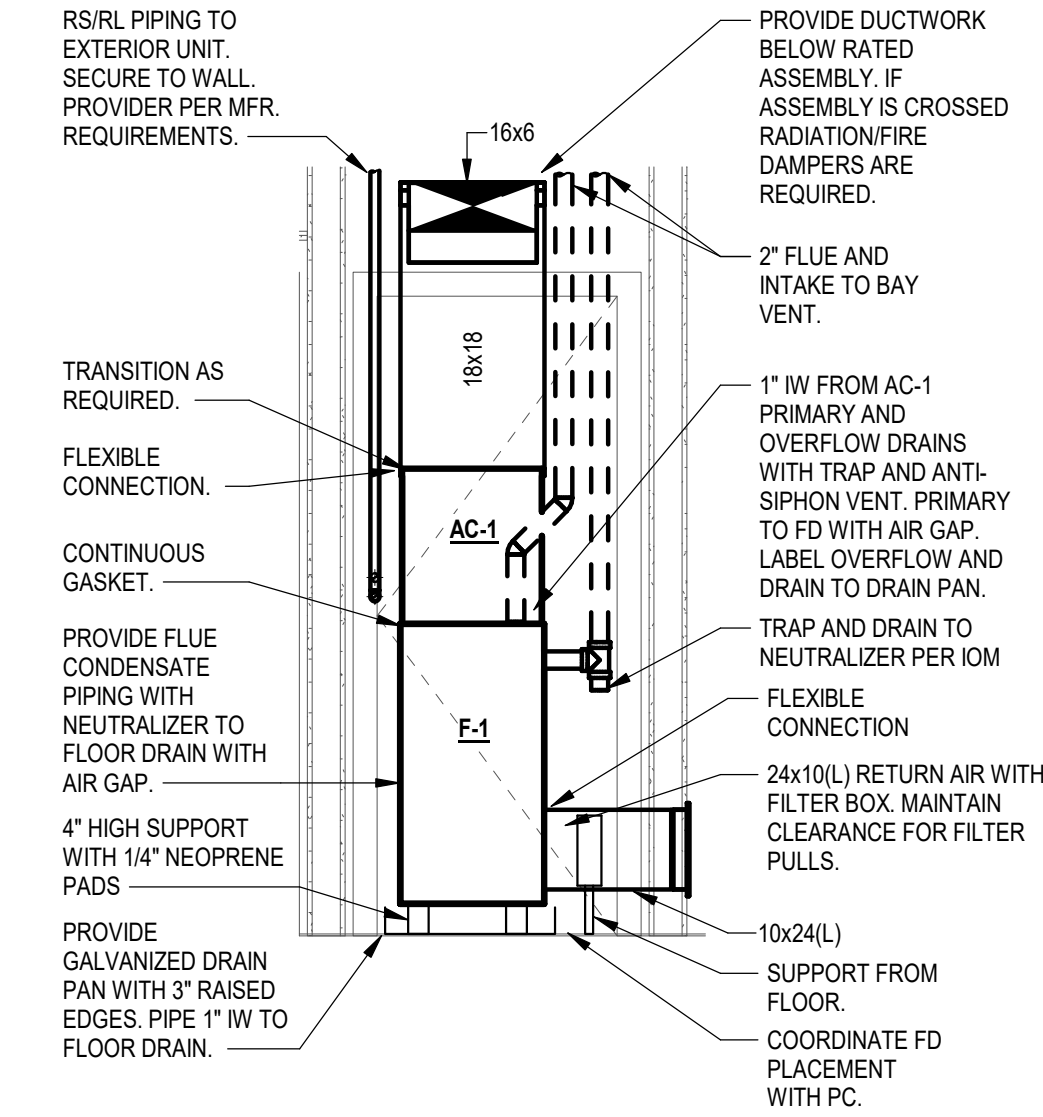 RS/RL PIPING TO
EXTERIOR UNIT.
SECURE TO WALL.
PROVIDER PER MFR.
REQUIREMENTS.
16x6
PROVIDE DUCTWORK
BELOW RATED
ASSEMBLY. IF
ASSEMBLY IS CROSSED
RADIATION/FIRE
DAMPERS ARE
REQUIRED.
2" FLUE AND
INTAKE TO BAY
VENT.
18x18
TRANSITION AS
REQUIRED.
FLEXIBLE
CONNECTION.
AC-1
1" IW FROM AC-1
PRIMARY AND
OVERFLOW DRAINS
WITH TRAP AND ANTI-
SIPHON VENT. PRIMARY
TO FD WITH AIR GAP.
LABEL OVERFLOW AND
DRAIN TO DRAIN PAN.
CONTINUOUS
GASKET.
TRAP AND DRAIN TO
NEUTRALIZER PER IOM
PROVIDE FLUE
CONDENSATE
PIPING WITH
NEUTRALIZER TO
FLOOR DRAIN WITH
AIR GAP.
F-1
FLEXIBLE
CONNECTION
24x10(L) RETURN AIR WITH
FILTER BOX. MAINTAIN
CLEARANCE FOR FILTER
PULLS.
4" HIGH SUPPORT
WITH 1/4" NEOPRENE
PADS
10x24(L)
PROVIDE
GALVANIZED DRAIN
PAN WITH 3" RAISED
EDGES. PIPE 1" IW TO
FLOOR DRAIN.
SUPPORT FROM
FLOOR.
COORDINATE FD
PLACEMENT
WITH PC.